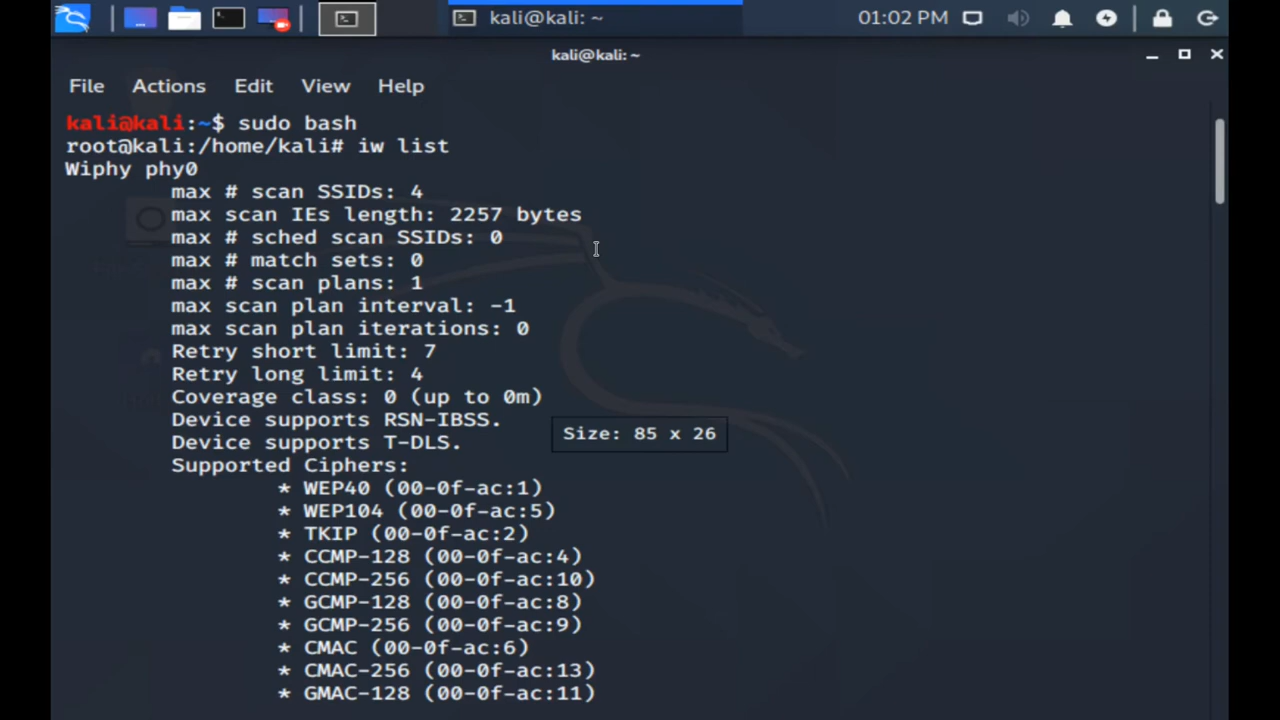 kali@kali: ~
01:02 PM
kali@kali: ~
File Actions Edit View Help
kali@kali:~$ sudo bash
root@kali:/home/kali# iw list
Wiphy phy0
max # scan SSIDs: 4
max scan IEs length: 2257 bytes
max # sched scan SSIDs: 0
max # match sets: 0
max # scan plans: 1
max scan plan interval: -1
max scan plan iterations: 0
Retry short limit: 7
Retry long limit: 4
Coverage class: 0 (up to 0m)
Device supports RSN-IBSS.
Size: 85 x 26
Device supports T-DLS.
Supported Ciphers:
* WEP40 (00-0f-ac:1)
* WEP104 (00-0f-ac:5)
* TKIP (00-0f-ac:2)
* CCMP-128 (00-0f-ac:4)
* CCMP-256 (00-0f-ac:10)
* GCMP-128 (00-0f-ac:8)
* GCMP-256 (00-0f-ac:9)
* CMAC (00-0f-ac:6)
* CMAC-256 (00-0f-ac:13)
* GMAC-128 (00-0f-ac:11)